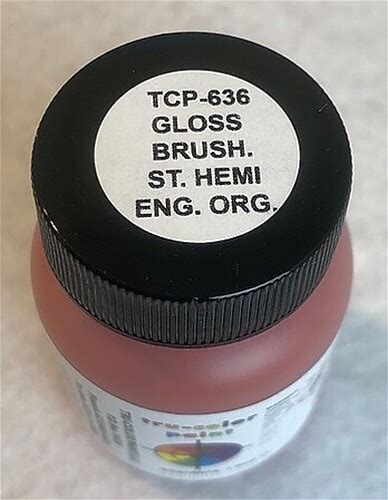 TCP-636
GLOSS
BRUSH.
ST. HEMI
ENG. ORG.
tru-color
paint